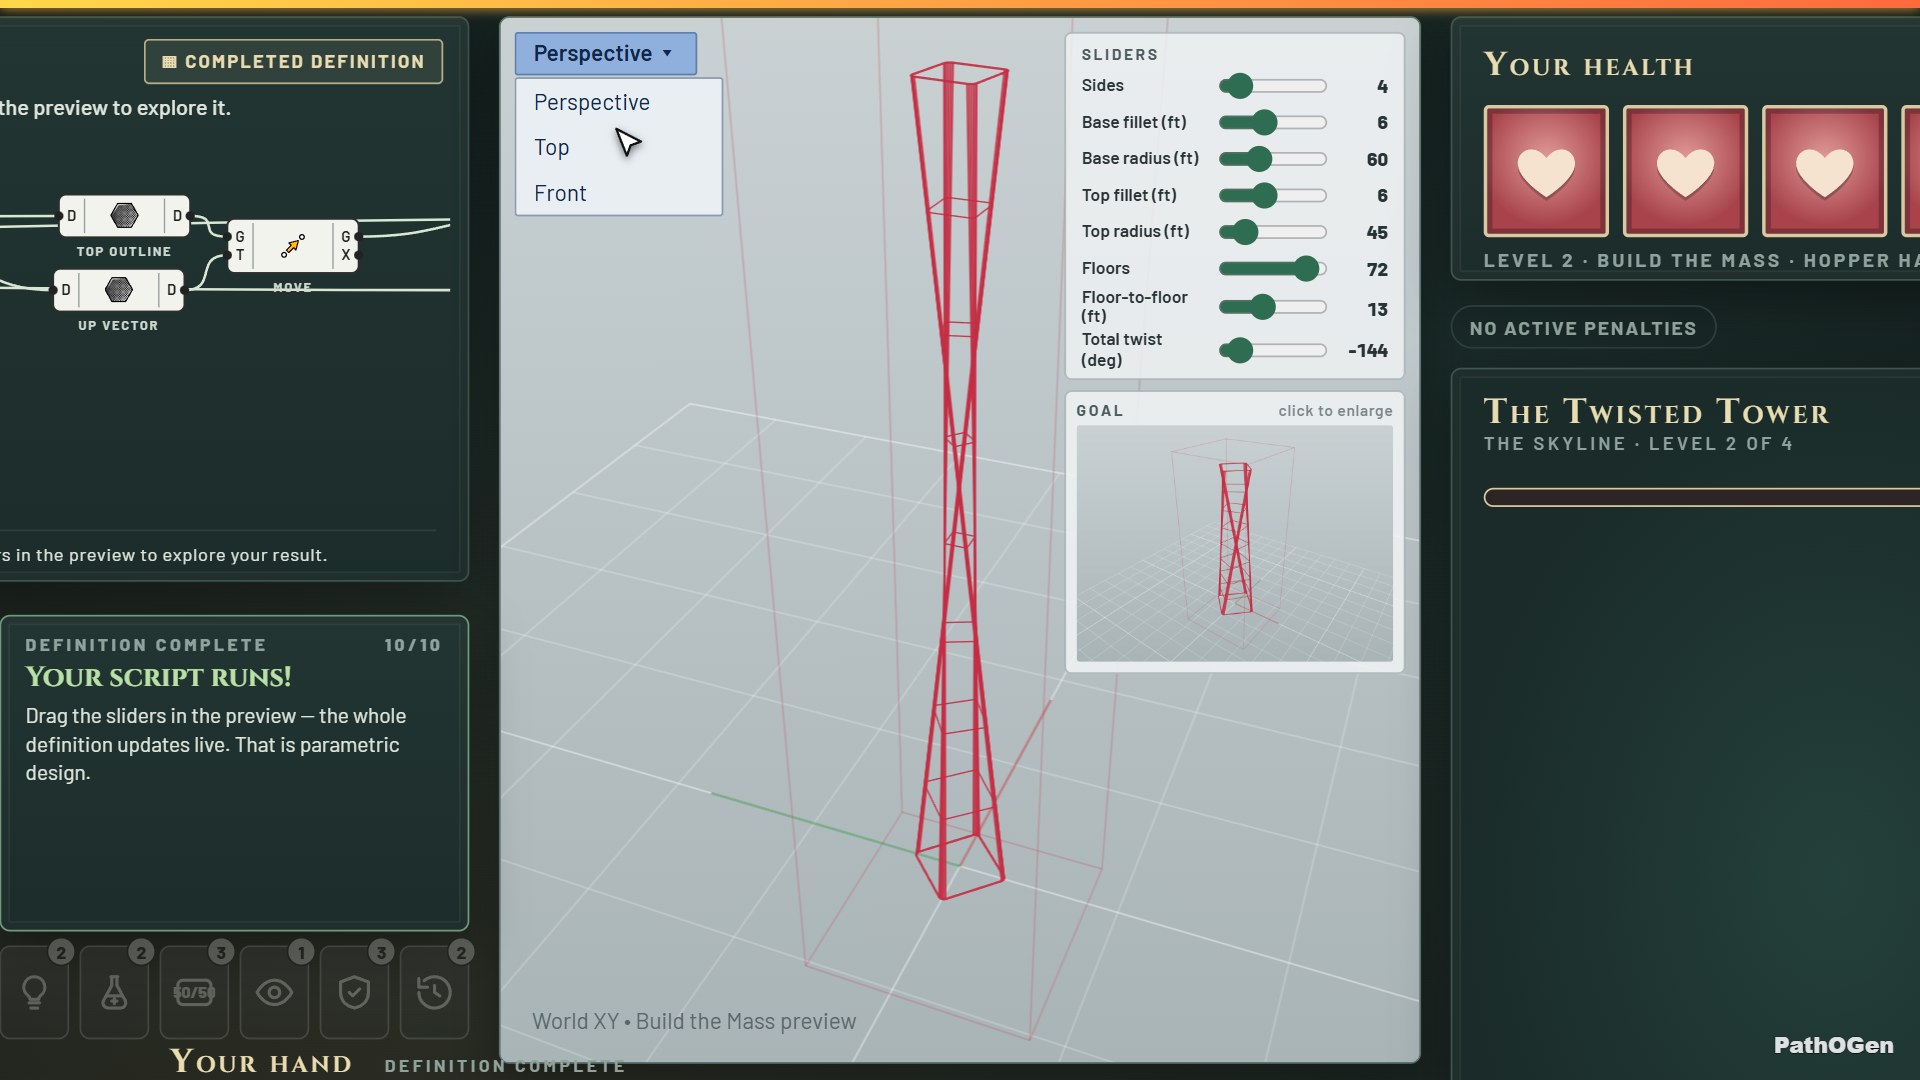 COMPLETED DEFINITION
the preview to explore it.
D D
TOP OUTLINE
G G
T X
MOVE
D D
UP VECTOR
s in the preview to explore your result.
DEFINITION COMPLETE 10/10
YOUR SCRIPT RUNS!
Drag the sliders in the preview — the whole
definition updates live. That is parametric
design.
2 2 3 1 3 2
50/50
YOUR HAND DEFINITION COMPLETE
Perspective
Perspective
Top
Front
SLIDERS
Sides 4
Base fillet (ft) 6
Base radius (ft) 60
Top fillet (ft) 6
Top radius (ft) 45
Floors 72
Floor-to-floor
(ft) 13
Total twist
(deg) -144
GOAL click to enlarge
World XY • Build the Mass preview
YOUR HEALTH
LEVEL 2 · BUILD THE MASS · HOPPER HA
NO ACTIVE PENALTIES
THE TWISTED TOWER
THE SKYLINE · LEVEL 2 OF 4
PathOGen